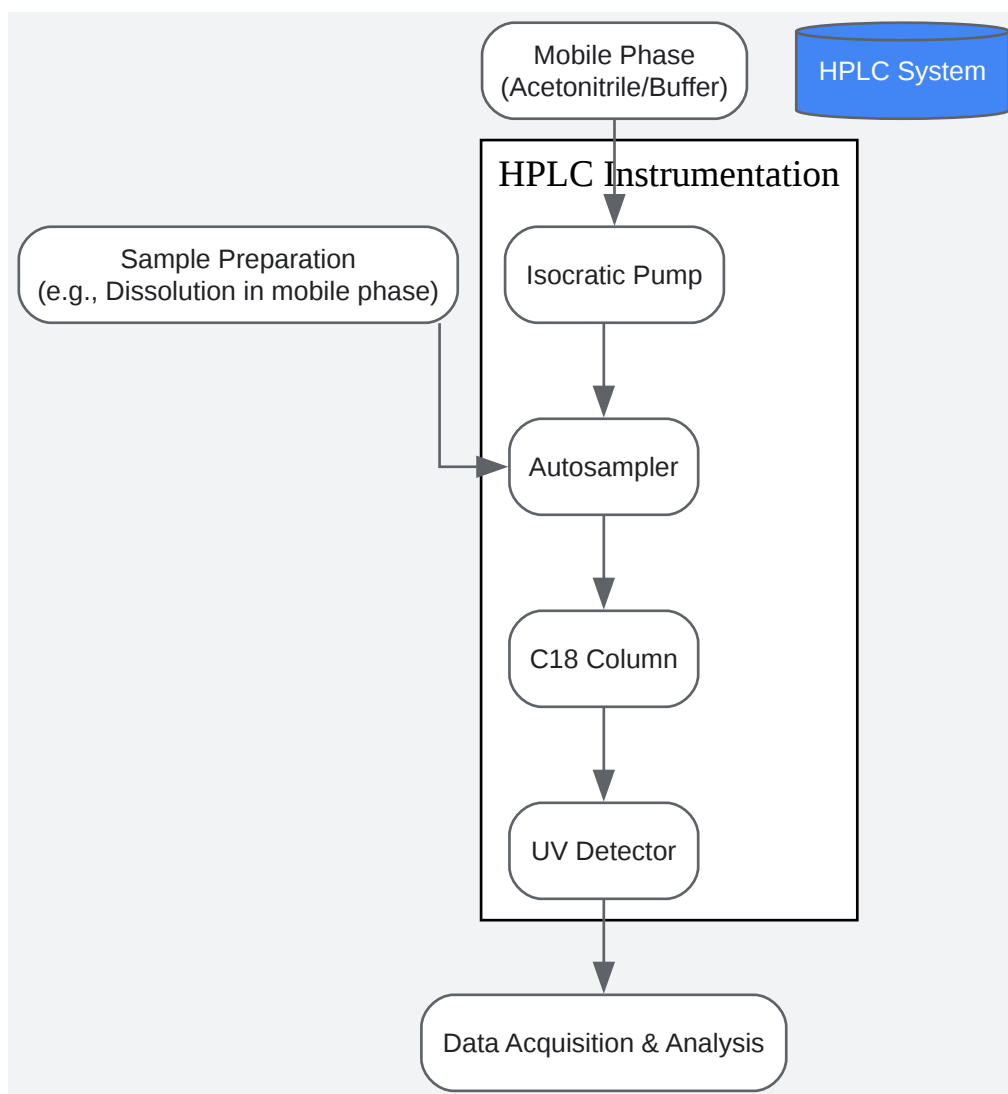 Mobile Phase
(Acetonitrile/Buffer)
HPLC System
HPLC Instrumentation
Sample Preparation
(e.g., Dissolution in mobile phase)
Isocratic Pump
Autosampler
C18 Column
UV Detector
Data Acquisition & Analysis